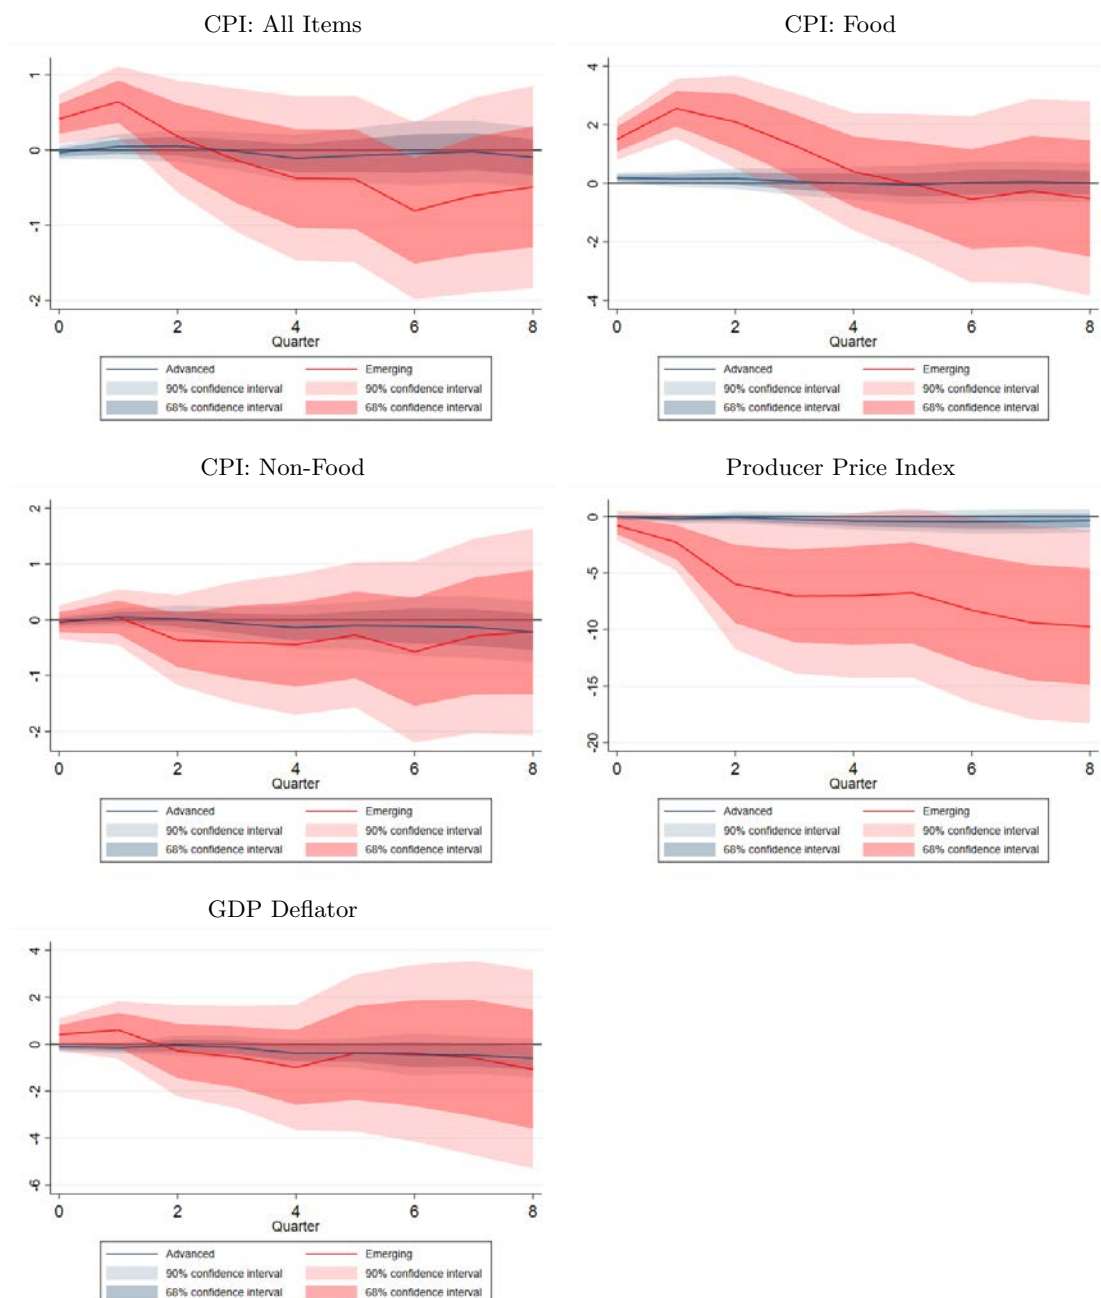 CPI: All Items
1
0
-1
-2
0 2 4 6 8
Quarter
Advanced Emerging
90% confidence interval 90% confidence interval
68% confidence interval 68% confidence interval
CPI: Food
4
2
0
-2
-4
0 2 4 6 8
Quarter
Advanced Emerging
90% confidence interval 90% confidence interval
68% confidence interval 68% confidence interval
CPI: Non-Food
2
1
0
-1
-2
0 2 4 6 8
Quarter
Advanced Emerging
90% confidence interval 90% confidence interval
68% confidence interval 68% confidence interval
Producer Price Index
0
-5
-10
-15
-20
0 2 4 6 8
Quarter
Advanced Emerging
90% confidence interval 90% confidence interval
68% confidence interval 68% confidence interval
GDP Deflator
4
2
0
-2
-4
-6
0 2 4 6 8
Quarter
Advanced Emerging
90% confidence interval 90% confidence interval
68% confidence interval 68% confidence interval